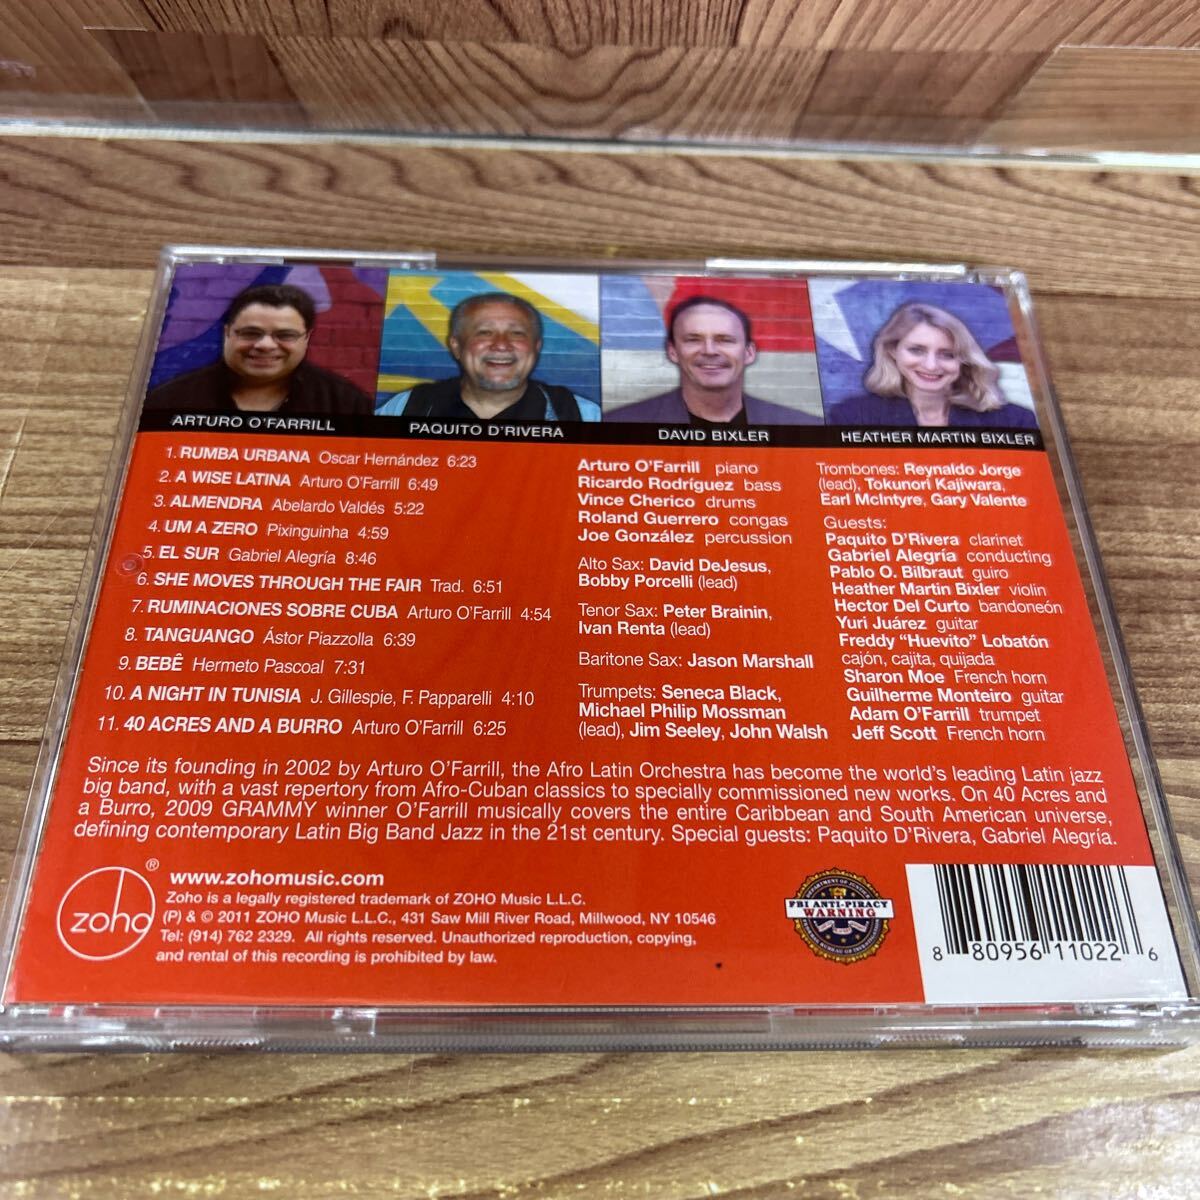 ARTURO O'FARRILL
PAQUITO D'RIVERA
DAVID BIXLER
HEATHER MARTIN BIXLER
1. RUMBA URBANA Oscar Hernández 6:23
2. A WISE LATINA Arturo O'Farrill 6:49
3. ALMENDRA Abelardo Valdés 5:22
4. UM A ZERO Pixinguinha 4:59
5. EL SUR Gabriel Alegría 8:46
6. SHE MOVES THROUGH THE FAIR Trad. 6:51
7. RUMINACIONES SOBRE CUBA Arturo O'Farrill 4:54
8. TANGUANGO Ástor Piazzolla 6:39
9. BEBÊ Hermeto Pascoal 7:31
10. A NIGHT IN TUNISIA J. Gillespie, F. Papparelli 4:10
11. 40 ACRES AND A BURRO Arturo O'Farrill 6:25
Arturo O'Farrill piano
Ricardo Rodríguez bass
Vince Cherico drums
Roland Guerrero congas
Joe González percussion
Alto Sax: David DeJesus,
Bobby Porcelli (lead)
Tenor Sax: Peter Brainin,
Ivan Renta (lead)
Baritone Sax: Jason Marshall
Trumpets: Seneca Black,
Michael Philip Mossman
(lead), Jim Seeley, John Walsh
Trombones: Reynaldo Jorge
(lead), Tokunori Kajiwara,
Earl McIntyre, Gary Valente
Guests:
Paquito D'Rivera clarinet
Gabriel Alegría conducting
Pablo O. Bilbraut guiro
Heather Martin Bixler violin
Hector Del Curto bandoneón
Yuri Juárez guitar
Freddy "Huevito" Lobatón
cajón, cajita, quijada
Sharon Moe French horn
Guilherme Monteiro guitar
Adam O'Farrill trumpet
Jeff Scott French horn
Since its founding in 2002 by Arturo O'Farrill, the Afro Latin Orchestra has become the world's leading Latin jazz
big band, with a vast repertory from Afro-Cuban classics to specially commissioned new works. On 40 Acres and
a Burro, 2009 GRAMMY winner O'Farrill musically covers the entire Caribbean and South American universe,
defining contemporary Latin Big Band Jazz in the 21st century. Special guests: Paquito D'Rivera, Gabriel Alegría.
zoho ®
www.zohomusic.com
Zoho is a legally registered trademark of ZOHO Music L.L.C.
(P) & © 2011 ZOHO Music L.L.C., 431 Saw Mill River Road, Millwood, NY 10546
Tel: (914) 762 2329. All rights reserved. Unauthorized reproduction, copying,
and rental of this recording is prohibited by law.
FBI ANTI-PIRACY
WARNING
8 80956 11022 6